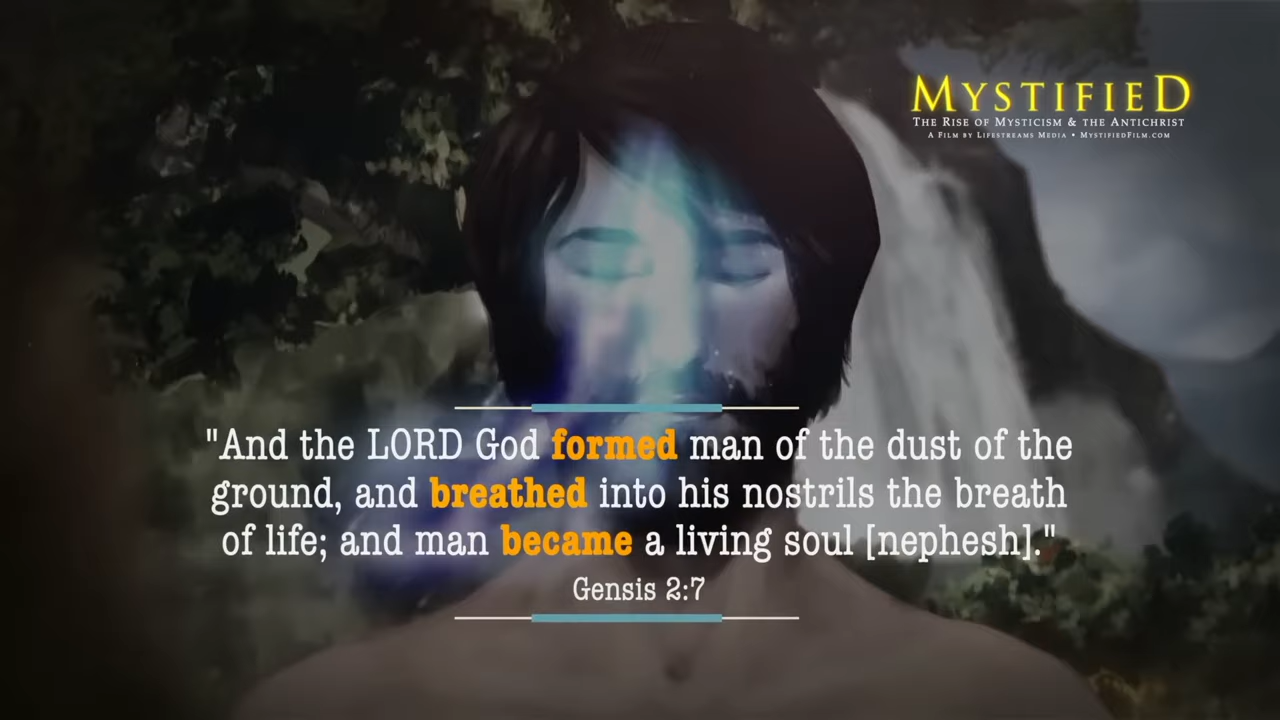 MYSTIFIED
THE RISE OF MYSTICISM & THE ANTICHRIST
A FILM BY LIFESTREAMS MEDIA • MYSTIFIEDFILM.COM
"And the LORD God formed man of the dust of the
ground, and breathed into his nostrils the breath
of life; and man became a living soul [nephesh]."
Gensis 2:7